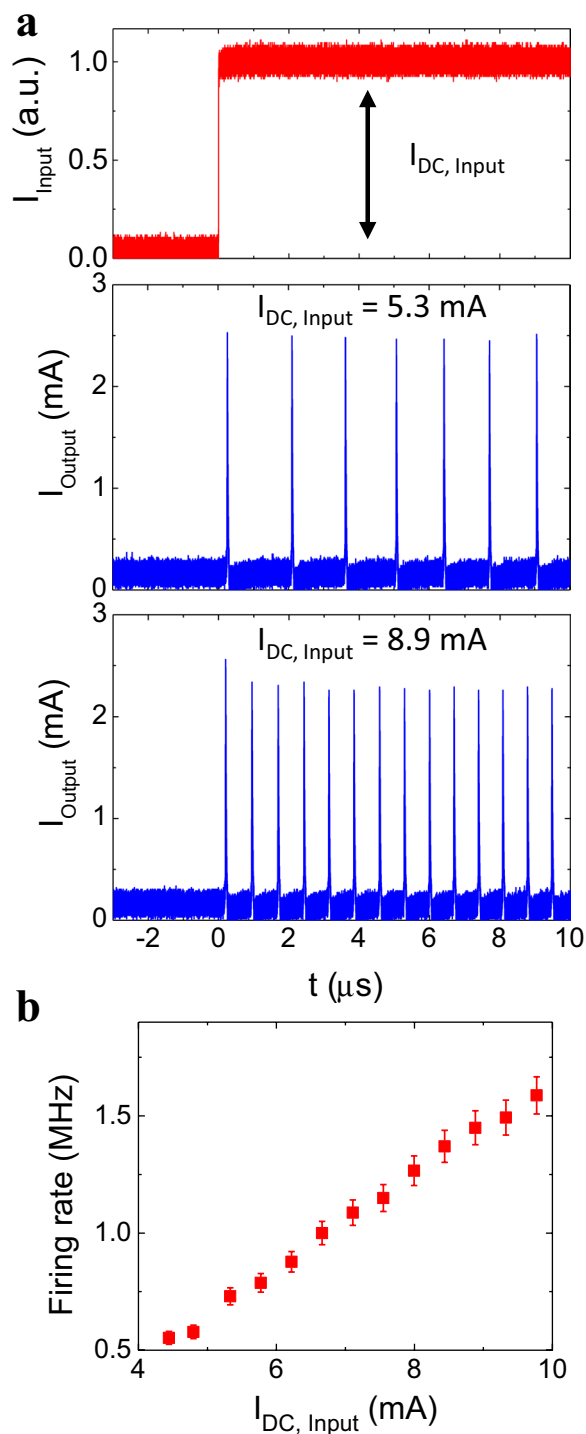 a
1.0
0.5
0.0
I_Input (a.u.)
I_DC, Input
3
2
1
0
I_Output (mA)
I_DC, Input = 5.3 mA
3
2
1
0
I_Output (mA)
I_DC, Input = 8.9 mA
-2 0 2 4 6 8 10
t (μs)
b
1.5
1.0
0.5
Firing rate (MHz)
4 6 8 10
I_DC, Input (mA)